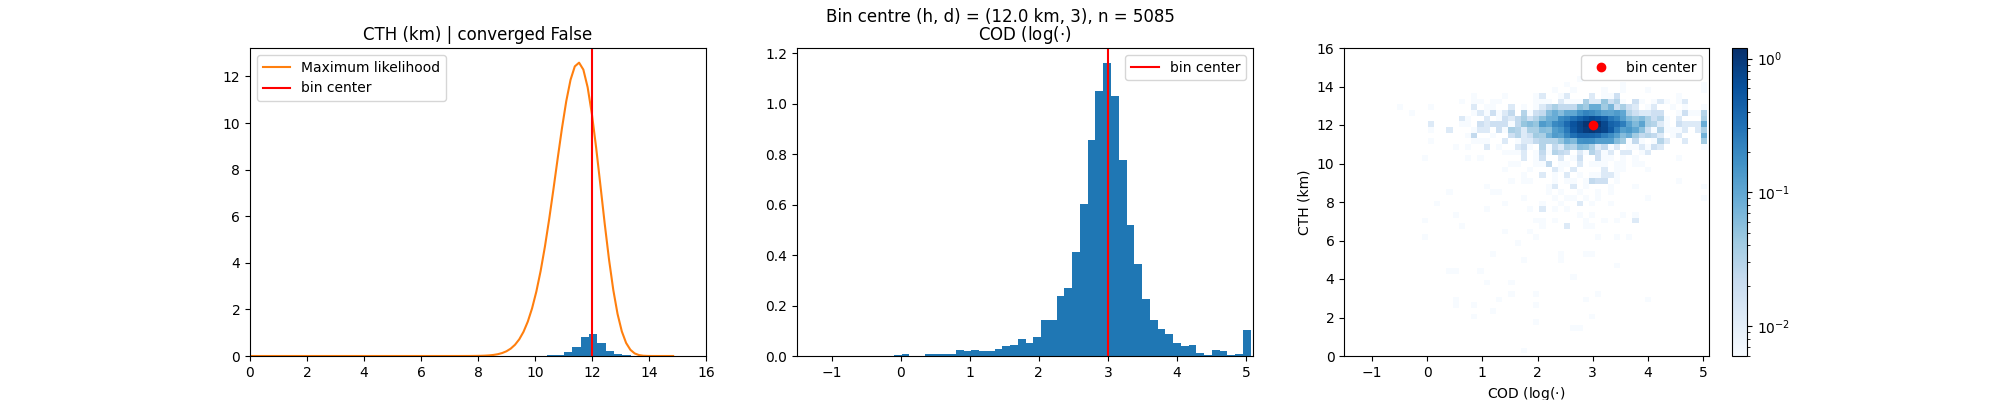 Bin centre (h, d) = (12.0 km, 3), n = 5085
CTH (km) | converged False
Maximum likelihood
bin center
12
10
8
6
4
2
0
0 2 4 6 8 10 12 14 16
COD (log(·)
bin center
1.2
1.0
0.8
0.6
0.4
0.2
0.0
−1 0 1 2 3 4 5
bin center
CTH (km)
16
14
12
10
8
6
4
2
0
−1 0 1 2 3 4 5
COD (log(·)
10⁰
10⁻¹
10⁻²